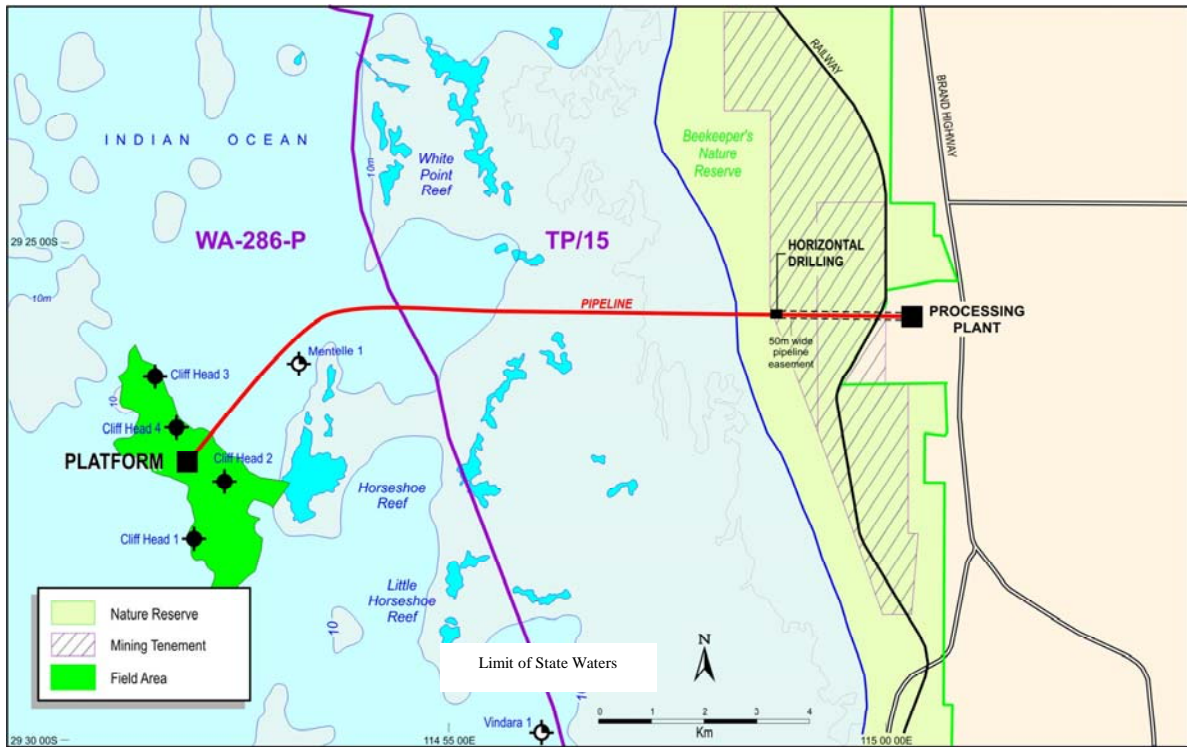 INDIAN OCEAN
10m
White
Point
Reef
Beekeeper's
Nature
Reserve
RAILWAY
BRAND HIGHWAY
29 25 00S
WA-286-P
TP/15
HORIZONTAL
DRILLING
10m
PIPELINE
PROCESSING
PLANT
50m wide
pipeline
easement
Mentelle 1
Cliff Head 3
10
Cliff Head 4
PLATFORM
Cliff Head 2
Horseshoe
Reef
Cliff Head 1
Little
Horseshoe
Reef
10
Nature Reserve
Mining Tenement
Field Area
Limit of State Waters
N
0 1 2 3 4
Km
Vindara 1
29 30 00S
114 55 00E
115 00 00E